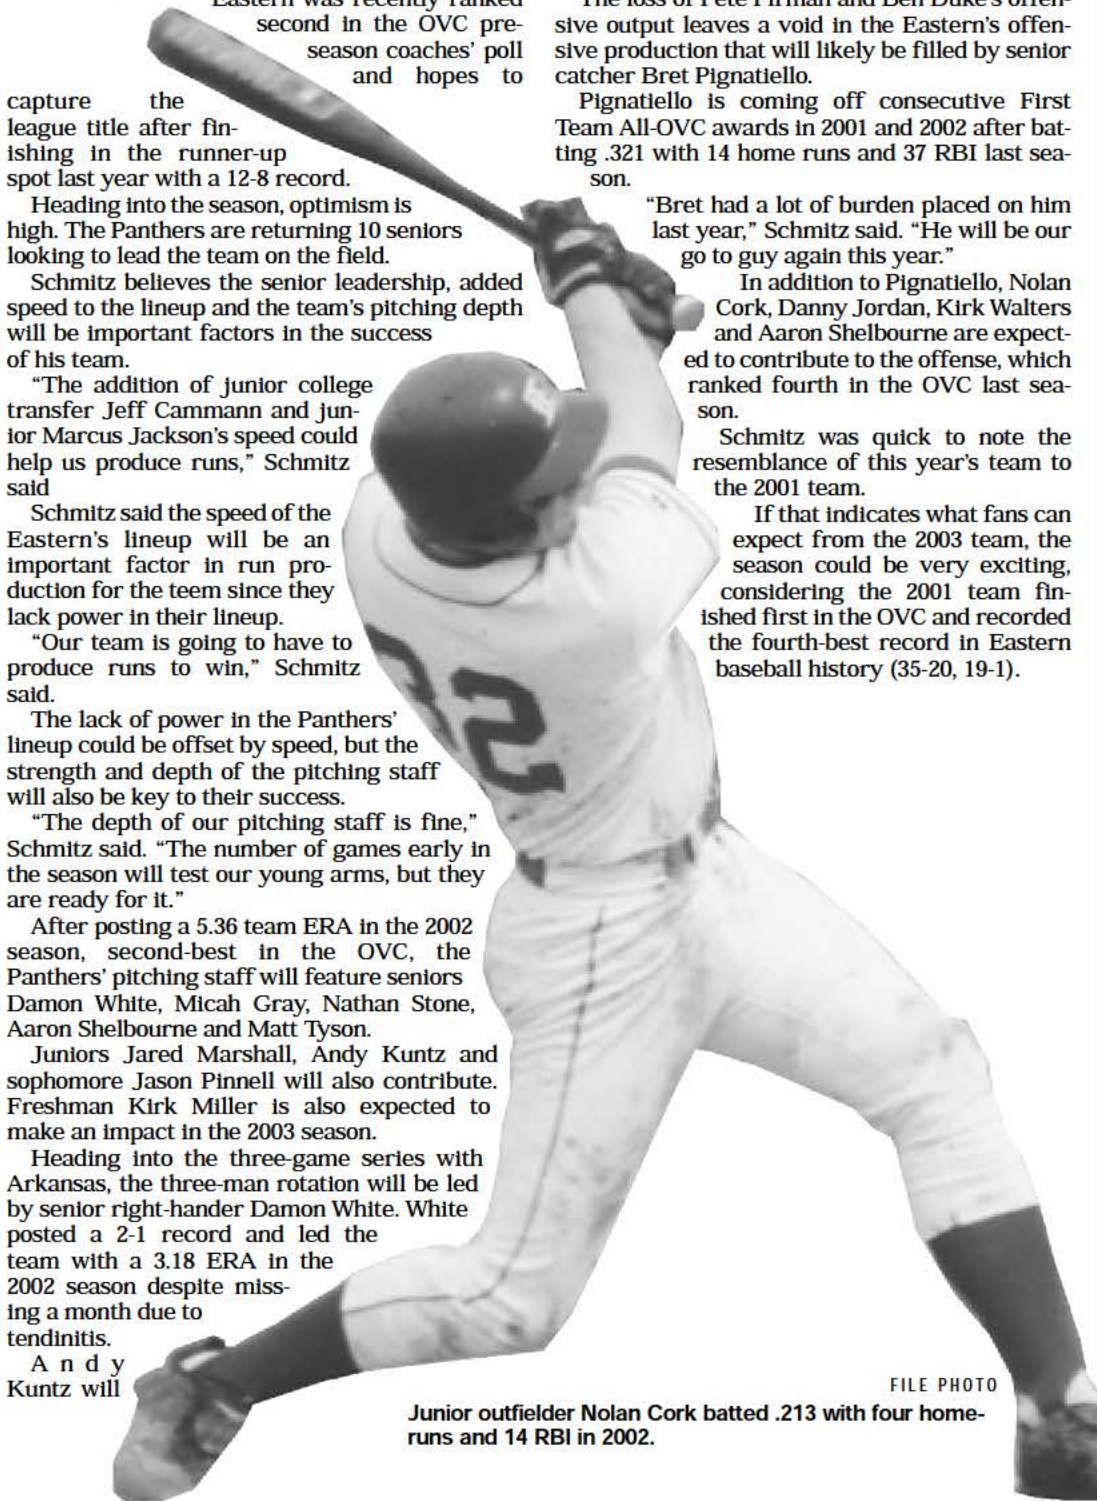 Eastern was recently ranked
second in the OVC pre-
season coaches' poll
and hopes to
capture the
league title after fin-
ishing in the runner-up
spot last year with a 12-8 record.
Heading into the season, optimism is
high. The Panthers are returning 10 seniors
looking to lead the team on the field.
Schmitz believes the senior leadership, added
speed to the lineup and the team's pitching depth
will be important factors in the success
of his team.
“The addition of junior college
transfer Jeff Cammann and jun-
ior Marcus Jackson's speed could
help us produce runs,” Schmitz
said
Schmitz said the speed of the
Eastern's lineup will be an
important factor in run pro-
duction for the teem since they
lack power in their lineup.
“Our team is going to have to
produce runs to win,” Schmitz
said.
The lack of power in the Panthers'
lineup could be offset by speed, but the
strength and depth of the pitching staff
will also be key to their success.
“The depth of our pitching staff is fine,”
Schmitz said. “The number of games early in
the season will test our young arms, but they
are ready for it.”
After posting a 5.36 team ERA in the 2002
season, second-best in the OVC, the
Panthers' pitching staff will feature seniors
Damon White, Micah Gray, Nathan Stone,
Aaron Shelbourne and Matt Tyson.
Juniors Jared Marshall, Andy Kuntz and
sophomore Jason Pinnell will also contribute.
Freshman Kirk Miller is also expected to
make an impact in the 2003 season.
Heading into the three-game series with
Arkansas, the three-man rotation will be led
by senior right-hander Damon White. White
posted a 2-1 record and led the
team with a 3.18 ERA in the
2002 season despite miss-
ing a month due to
tendinitis.
Andy
Kuntz will
The loss of Pete Pirman and Ben Duke's offen-
sive output leaves a void in the Eastern's offen-
sive production that will likely be filled by senior
catcher Bret Pignatiello.
Pignatiello is coming off consecutive First
Team All-OVC awards in 2001 and 2002 after bat-
ting .321 with 14 home runs and 37 RBI last sea-
son.
“Bret had a lot of burden placed on him
last year,” Schmitz said. “He will be our
go to guy again this year.”
In addition to Pignatiello, Nolan
Cork, Danny Jordan, Kirk Walters
and Aaron Shelbourne are expect-
ed to contribute to the offense, which
ranked fourth in the OVC last sea-
son.
Schmitz was quick to note the
resemblance of this year's team to
the 2001 team.
If that indicates what fans can
expect from the 2003 team, the
season could be very exciting,
considering the 2001 team fin-
ished first in the OVC and recorded
the fourth-best record in Eastern
baseball history (35-20, 19-1).
32
FILE PHOTO
Junior outfielder Nolan Cork batted .213 with four home-
runs and 14 RBI in 2002.